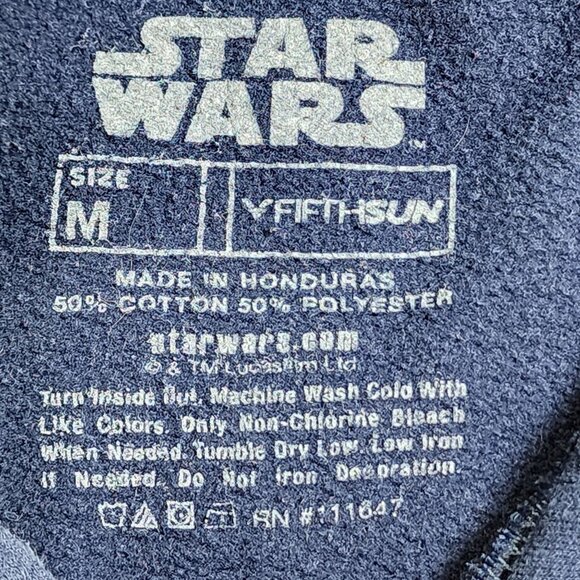 STAR
WARS™
SIZE
M
FIFTHSUN
MADE IN HONDURAS
50% COTTON 50% POLYESTER
starwars.com
© & TM Lucasfilm Ltd
Turn Inside Out. Machine Wash Cold With
Like Colors. Only Non-Chlorine Bleach
When Needed. Tumble Dry Low. Low Iron
If Needed. Do Not Iron Decoration.
RN #111647